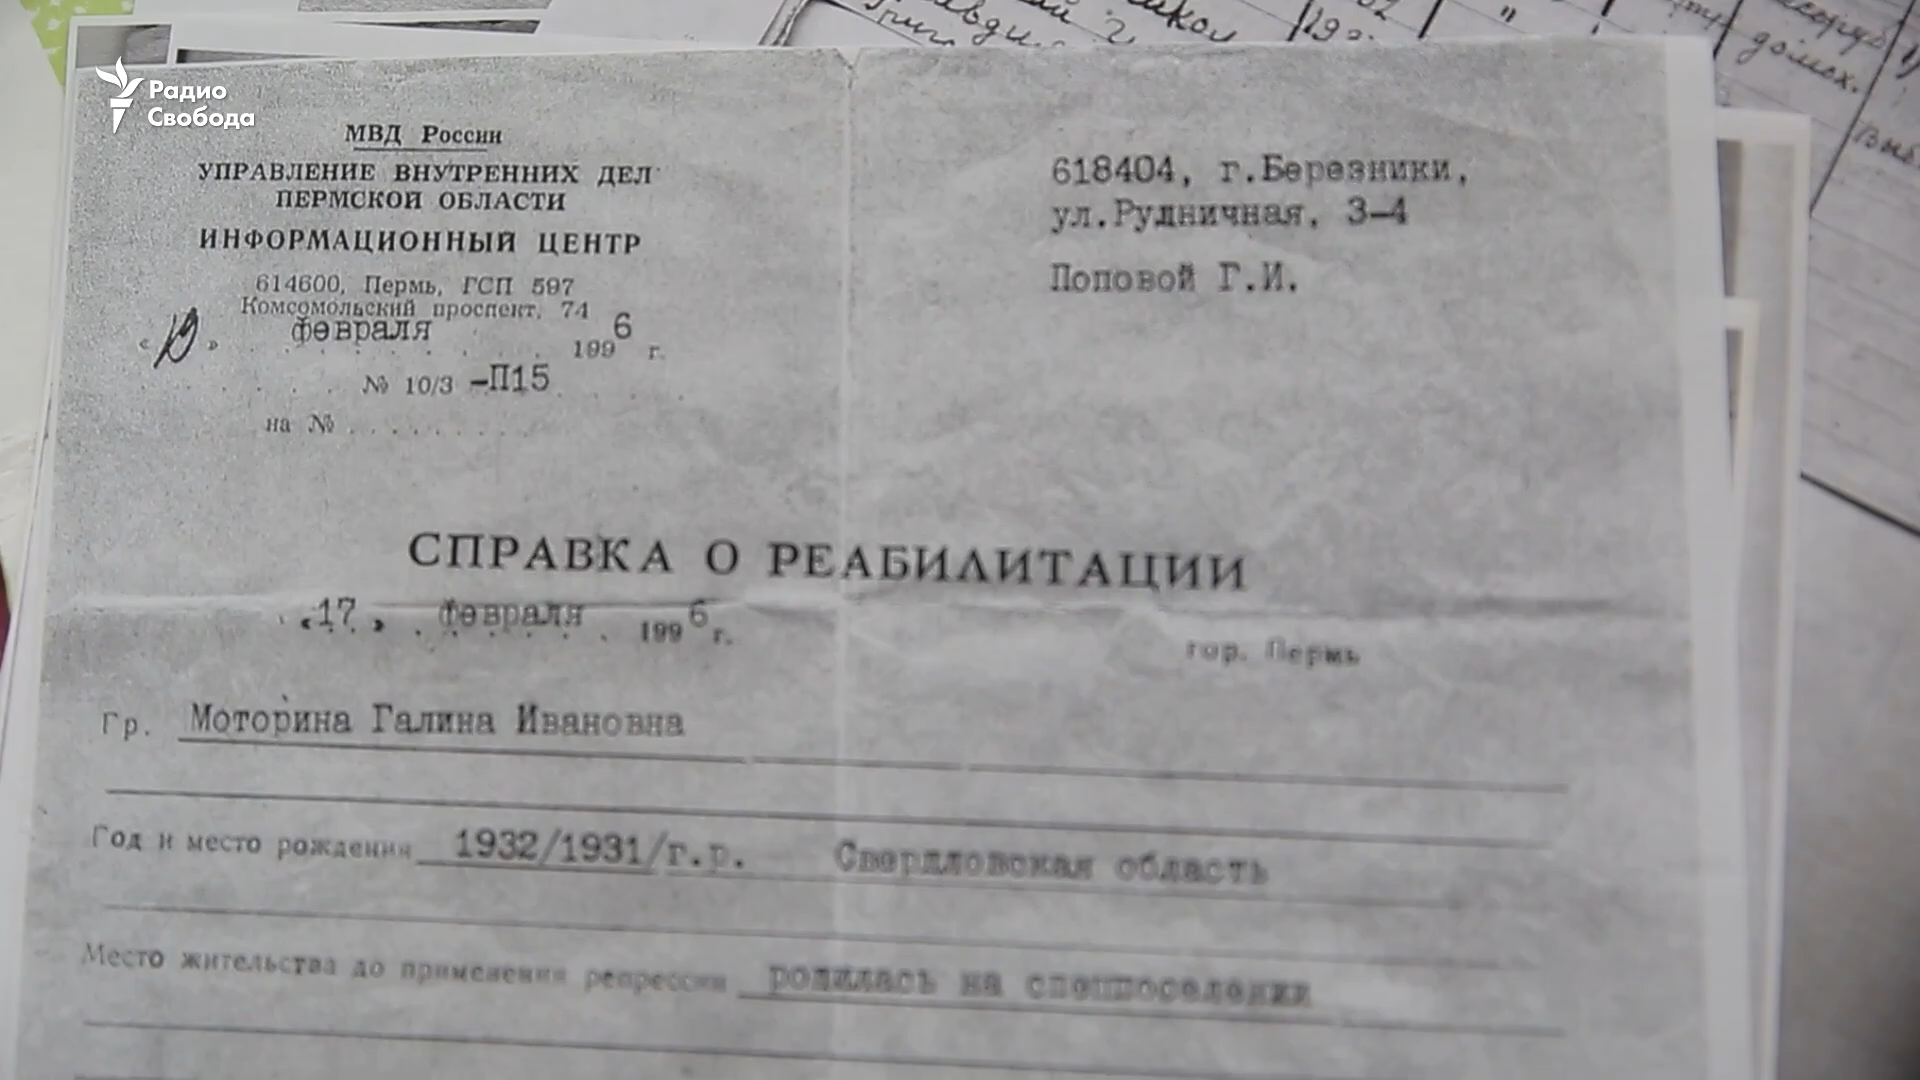 Радио
Свобода
МВД России
УПРАВЛЕНИЕ ВНУТРЕННИХ ДЕЛ
ПЕРМСКОЙ ОБЛАСТИ
ИНФОРМАЦИОННЫЙ ЦЕНТР
614600, Пермь, ГСП 597
Комсомольский проспект, 74
«19» февраля 1996 г.
№ 10/3 -П15
на №
618404, г.Березники,
ул.Рудничная, 3-4
Поповой Г.И.
СПРАВКА О РЕАБИЛИТАЦИИ
«17» февраля 1996 г.
гор. Пермь
Гр. Моторина Галина Ивановна
Год и место рождения 1932/1931/г.р. Свердловская область
Место жительства до применения репрессии родилась на спецпоселении
домох.